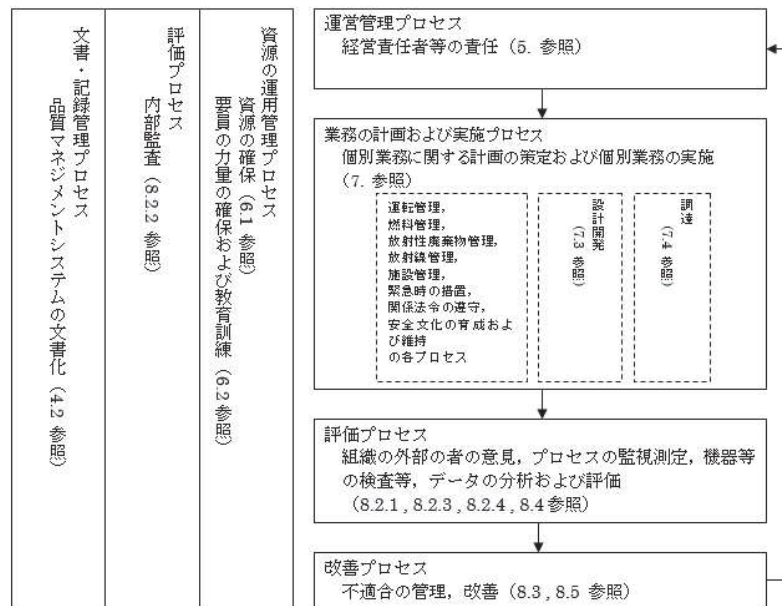 文書・記録管理プロセス
品質マネジメントシステムの文書化（4.2 参照）
評価プロセス
内部監査（8.2.2 参照）
資源の運用管理プロセス
資源の確保（6.1 参照）
要員の力量の確保および教育訓練（6.2 参照）
運営管理プロセス
経営責任者等の責任（5. 参照）
業務の計画および実施プロセス
個別業務に関する計画の策定および個別業務の実施
（7. 参照）
運転管理，
燃料管理，
放射性廃棄物管理，
放射線管理，
施設管理，
緊急時の措置，
関係法令の遵守，
安全文化の育成およ
び維持
の各プロセス
設計開発
（7.3 参照）
調達
（7.4 参照）
評価プロセス
組織の外部の者の意見，プロセスの監視測定，機器等
の検査等，データの分析および評価
（8.2.1 , 8.2.3 , 8.2.4 , 8.4 参照）
改善プロセス
不適合の管理，改善（8.3 , 8.5 参照）